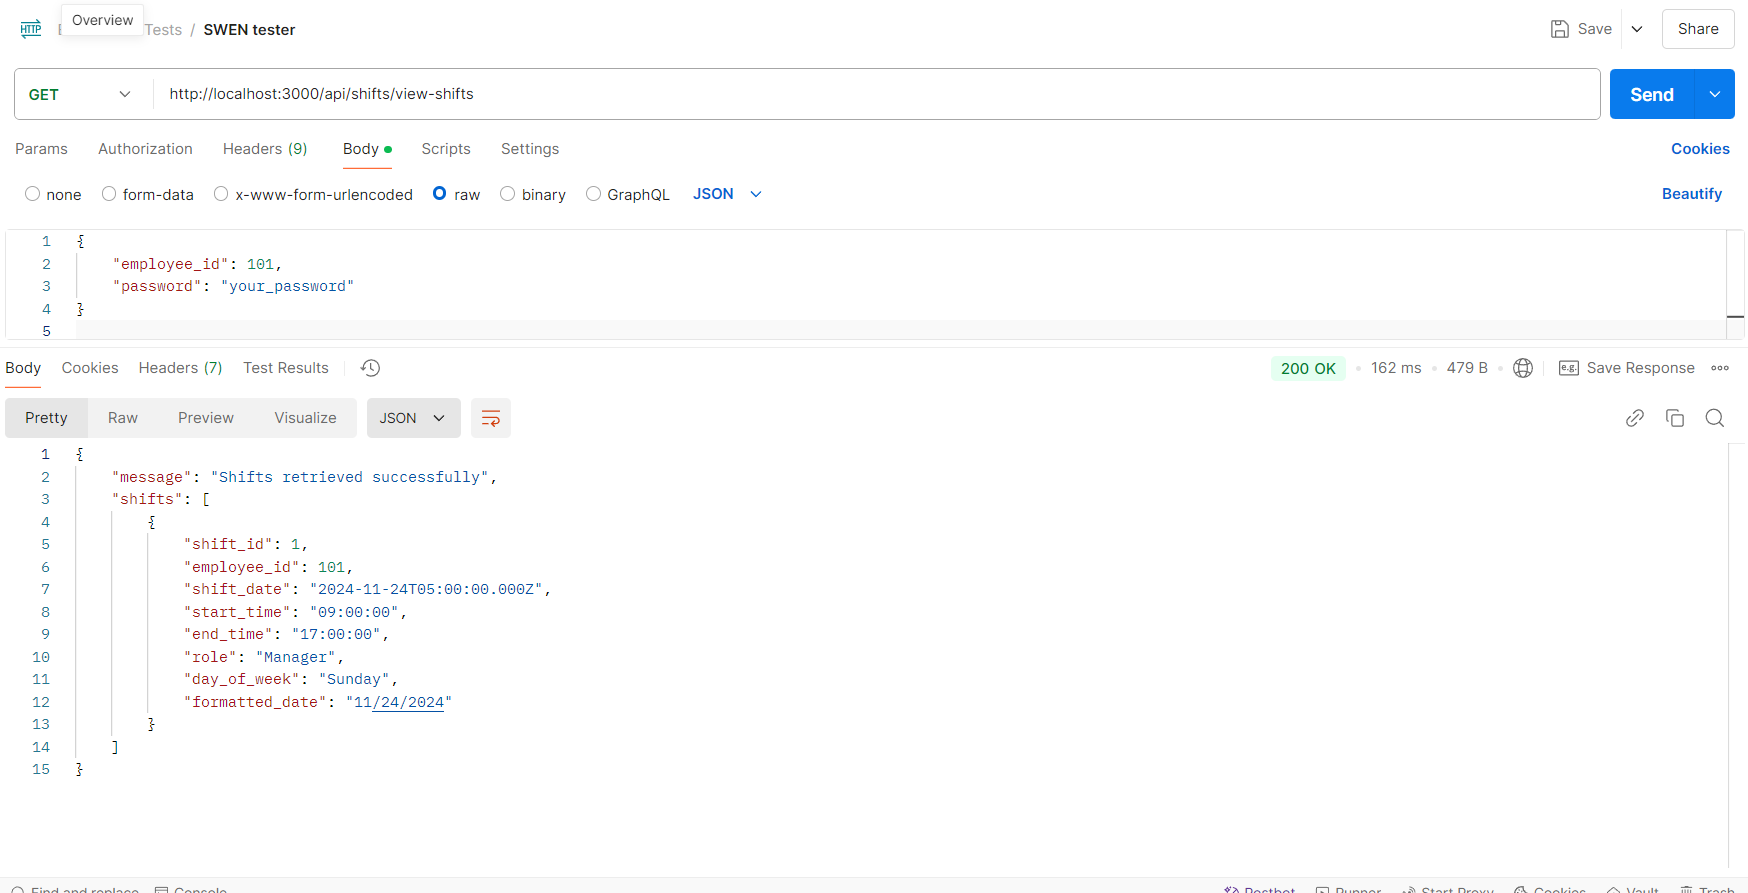 Overview
HTTP Tests / SWEN tester Save Share
GET http://localhost:3000/api/shifts/view-shifts Send
Params Authorization Headers (9) Body Scripts Settings Cookies
none form-data x-www-form-urlencoded raw binary GraphQL JSON Beautify
1 {
2 "employee_id": 101,
3 "password": "your_password"
4 }
5
Body Cookies Headers (7) Test Results 200 OK 162 ms 479 B e.g. Save Response
Pretty Raw Preview Visualize JSON
1 {
2 "message": "Shifts retrieved successfully",
3 "shifts": [
4 {
5 "shift_id": 1,
6 "employee_id": 101,
7 "shift_date": "2024-11-24T05:00:00.000Z",
8 "start_time": "09:00:00",
9 "end_time": "17:00:00",
10 "role": "Manager",
11 "day_of_week": "Sunday",
12 "formatted_date": "11/24/2024"
13 }
14 ]
15 }
Find and replace Console Postbot Runner Start Proxy Cookies Vault Trash